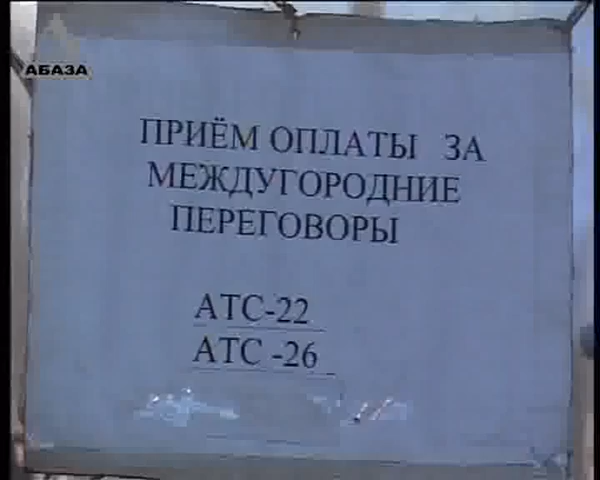 АБАЗА
ПРИЁМ ОПЛАТЫ ЗА
МЕЖДУГОРОДНИЕ
ПЕРЕГОВОРЫ
АТС-22
АТС -26